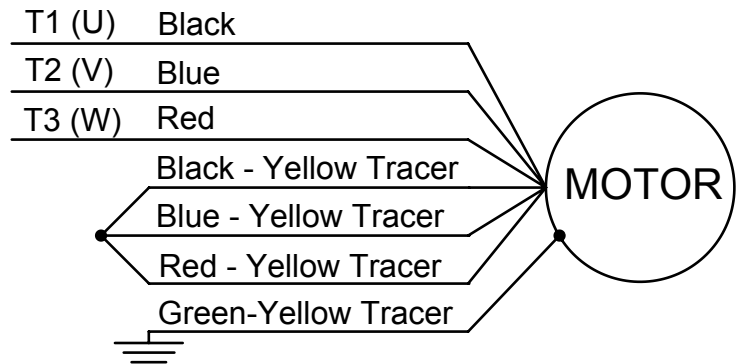 T1 (U) Black
T2 (V) Blue
T3 (W) Red
Black - Yellow Tracer
Blue - Yellow Tracer
Red - Yellow Tracer
Green-Yellow Tracer
MOTOR